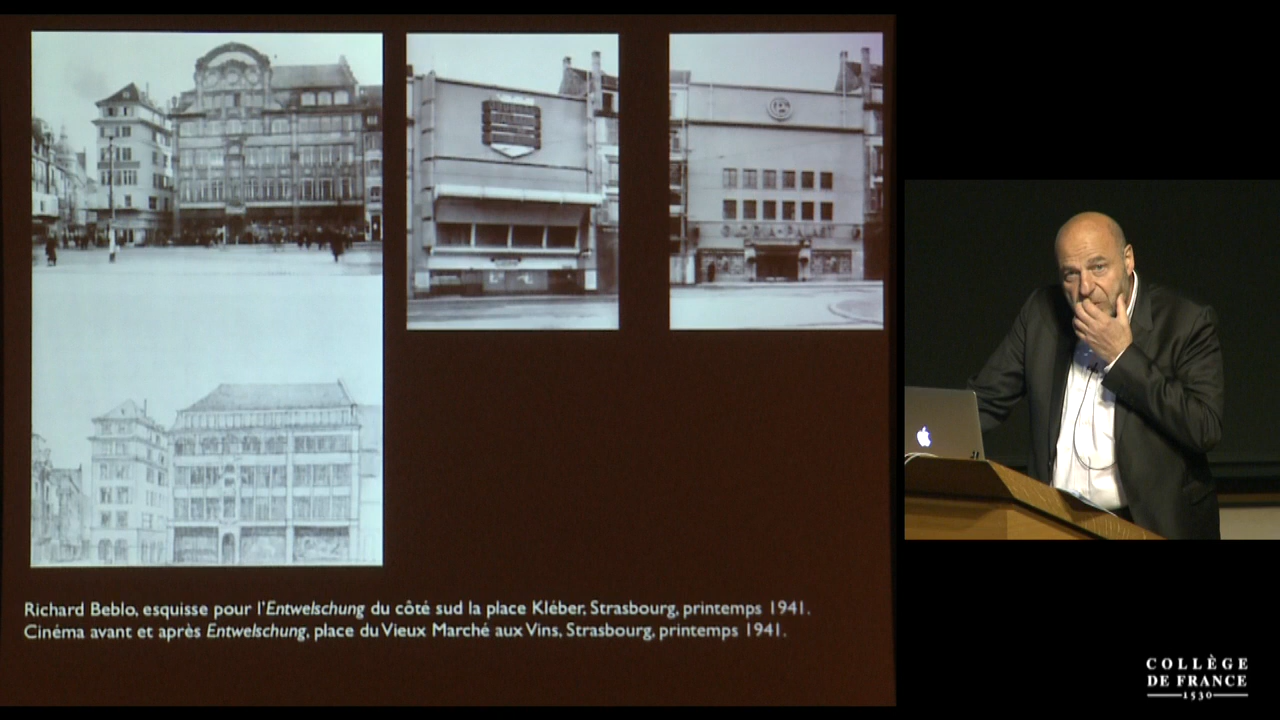 Richard Beblo, esquisse pour l'Entwelschung du côté sud la place Kléber, Strasbourg, printemps 1941.
Cinéma avant et après Entwelschung, place du Vieux Marché aux Vins, Strasbourg, printemps 1941.
COLLÈGE
DE FRANCE
1530